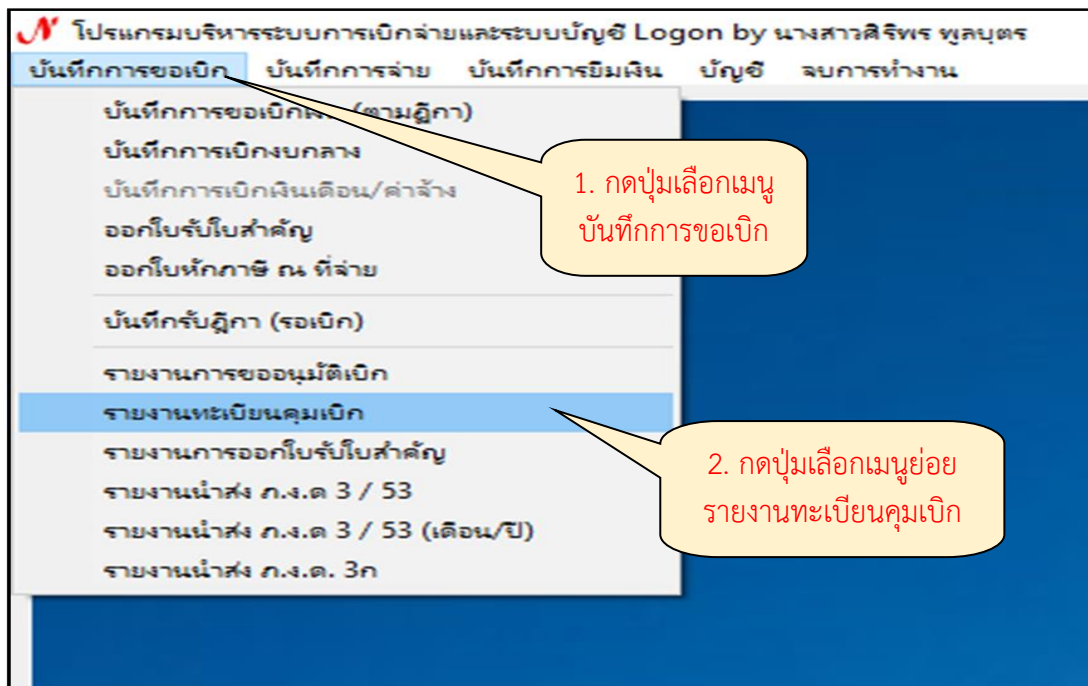 โปรแกรมบริหารระบบการเบิกจ่ายและระบบบัญชี Logon by นางสาวศิริพร พูลบุตร
บันทึกการขอเบิก บันทึกการจ่าย บันทึกการยืมเงิน บัญชี จบการทำงาน
บันทึกการขอเบิก (ตามฎีกา)
บันทึกการเบิกงบกลาง
บันทึกการเบิกเงินเดือน/ค่าจ้าง
ออกใบรับใบสำคัญ
ออกใบหักภาษี ณ ที่จ่าย
บันทึกรับฎีกา (รอเบิก)
รายงานการขออนุมัติเบิก
รายงานทะเบียนคุมเบิก
รายงานการออกใบรับใบสำคัญ
รายงานนำส่ง ภ.ง.ด 3 / 53
รายงานนำส่ง ภ.ง.ด 3 / 53 (เดือน/ปี)
รายงานนำส่ง ภ.ง.ด. 3ก
1. กดปุ่มเลือกเมนู
บันทึกการขอเบิก
2. กดปุ่มเลือกเมนูย่อย
รายงานทะเบียนคุมเบิก